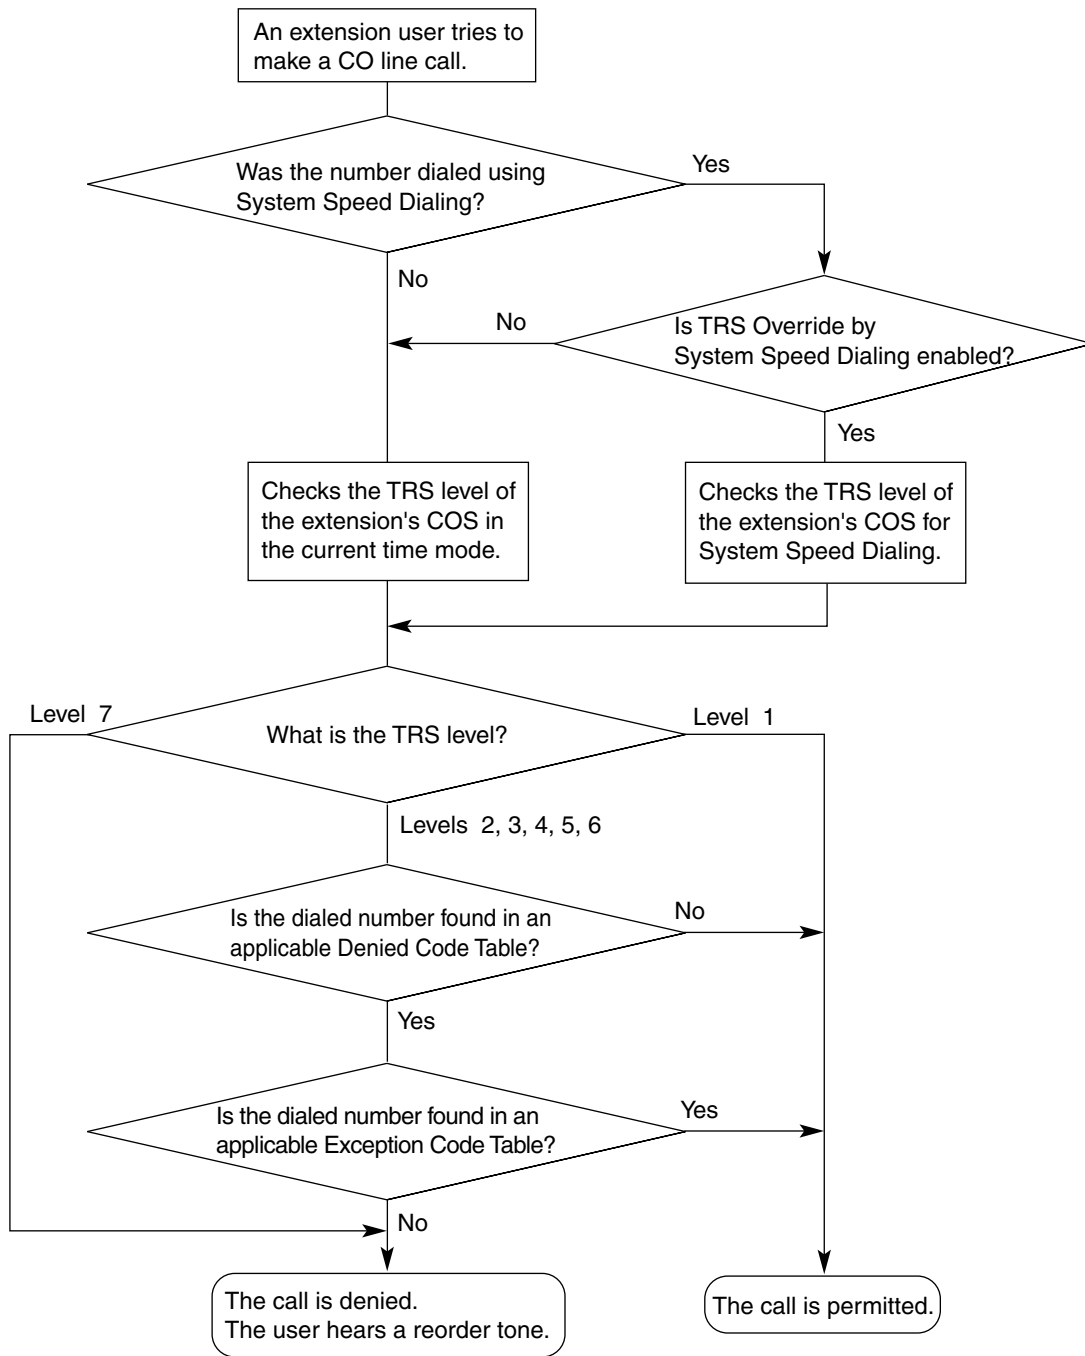 An extension user tries to
make a CO line call.
Was the number dialed using
System Speed Dialing?
Yes
No
Is TRS Override by
System Speed Dialing enabled?
No
Yes
Checks the TRS level of
the extension's COS in
the current time mode.
Checks the TRS level of
the extension's COS for
System Speed Dialing.
What is the TRS level?
Level 7
Level 1
Levels 2, 3, 4, 5, 6
Is the dialed number found in an
applicable Denied Code Table?
No
Yes
Is the dialed number found in an
applicable Exception Code Table?
Yes
No
The call is denied.
The user hears a reorder tone.
The call is permitted.